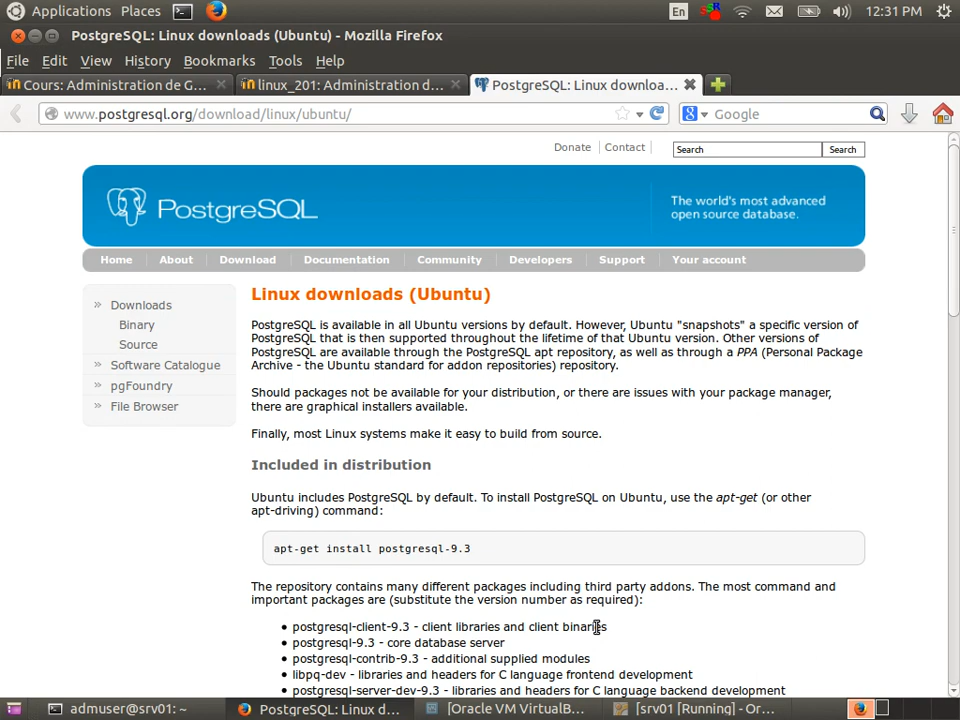 Applications Places En 12:31 PM
PostgreSQL: Linux downloads (Ubuntu) - Mozilla Firefox
File Edit View History Bookmarks Tools Help
Cours: Administration de G... linux_201: Administration d... PostgreSQL: Linux downloa...
www.postgresql.org/download/linux/ubuntu/ Google
Donate Contact Search Search
PostgreSQL
The world's most advanced
open source database.
Home About Download Documentation Community Developers Support Your account
Downloads
Binary
Source
Software Catalogue
pgFoundry
File Browser
Linux downloads (Ubuntu)
PostgreSQL is available in all Ubuntu versions by default. However, Ubuntu "snapshots" a specific version of
PostgreSQL that is then supported throughout the lifetime of that Ubuntu version. Other versions of
PostgreSQL are available through the PostgreSQL apt repository, as well as through a PPA (Personal Package
Archive - the Ubuntu standard for addon repositories) repository.
Should packages not be available for your distribution, or there are issues with your package manager,
there are graphical installers available.
Finally, most Linux systems make it easy to build from source.
Included in distribution
Ubuntu includes PostgreSQL by default. To install PostgreSQL on Ubuntu, use the apt-get (or other
apt-driving) command:
apt-get install postgresql-9.3
The repository contains many different packages including third party addons. The most command and
important packages are (substitute the version number as required):
• postgresql-client-9.3 - client libraries and client binaries
• postgresql-9.3 - core database server
• postgresql-contrib-9.3 - additional supplied modules
• libpq-dev - libraries and headers for C language frontend development
• postgresql-server-dev-9.3 - libraries and headers for C language backend development
admuser@srv01: ~ PostgreSQL: Linux d... [Oracle VM VirtualB... [srv01 [Running] - Or...